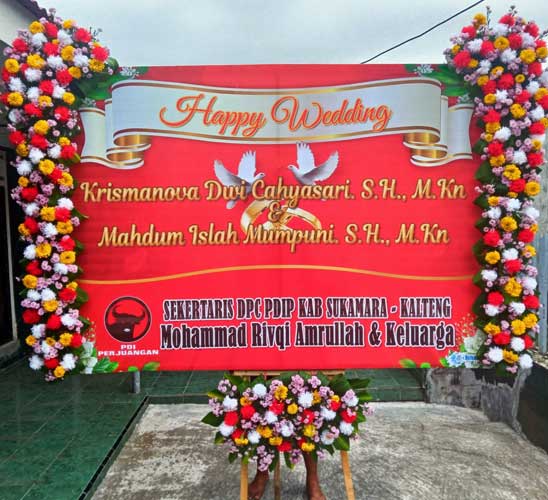 Happy Wedding
Krismanova Dwi Cahyasari. S.H., M.Kn
&
Mahdum Islah Mumpuni. S.H., M.Kn
SEKERTARIS DPC PDIP KAB SUKAMARA - KALTENG
Mohammad Rivqi Amrullah & Keluarga
PDI
PERJUANGAN